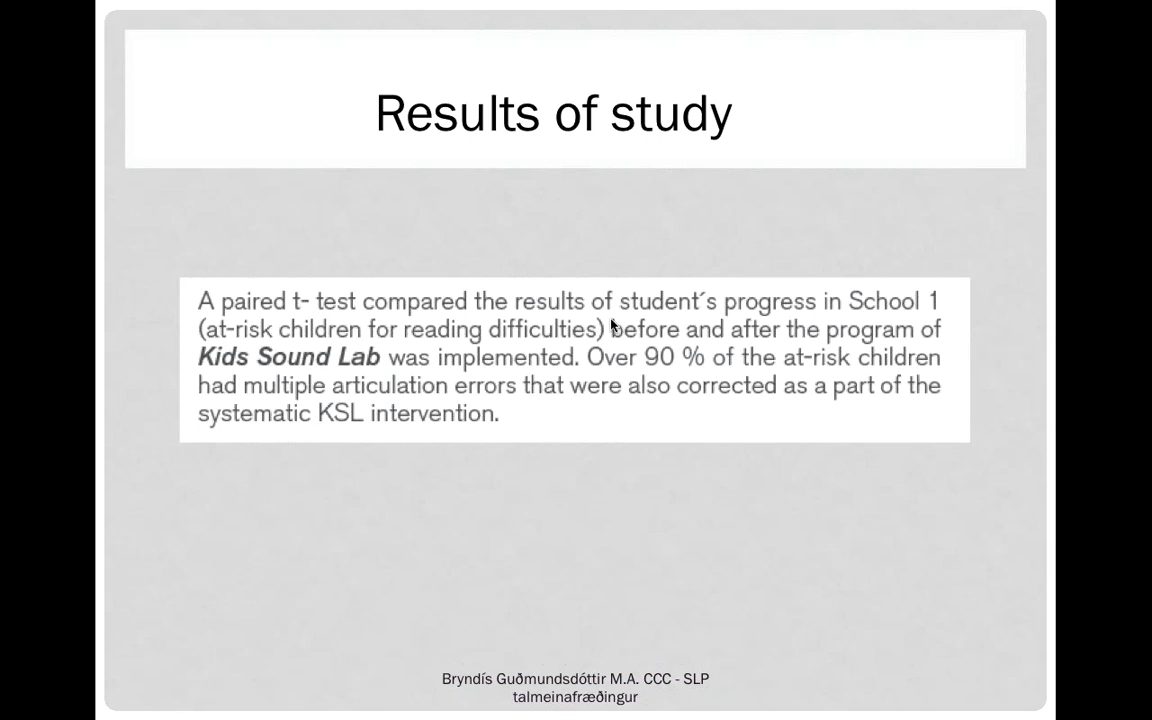 Results of study
A paired t- test compared the results of student´s progress in School 1
(at-risk children for reading difficulties) before and after the program of
Kids Sound Lab was implemented. Over 90 % of the at-risk children
had multiple articulation errors that were also corrected as a part of the
systematic KSL intervention.
Bryndís Guðmundsdóttir M.A. CCC - SLP
talmeinafræðingur